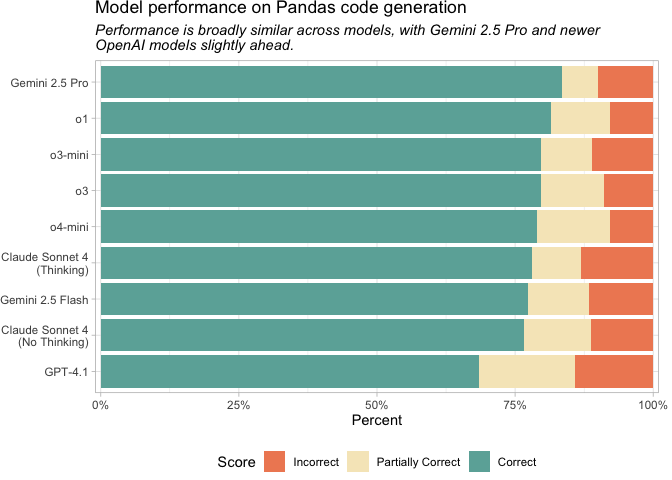 Model performance on Pandas code generation
Performance is broadly similar across models, with Gemini 2.5 Pro and newer
OpenAI models slightly ahead.
Gemini 2.5 Pro
o1
o3-mini
o3
o4-mini
Claude Sonnet 4
(Thinking)
Gemini 2.5 Flash
Claude Sonnet 4
(No Thinking)
GPT-4.1
0% 25% 50% 75% 100%
Percent
Score Incorrect Partially Correct Correct